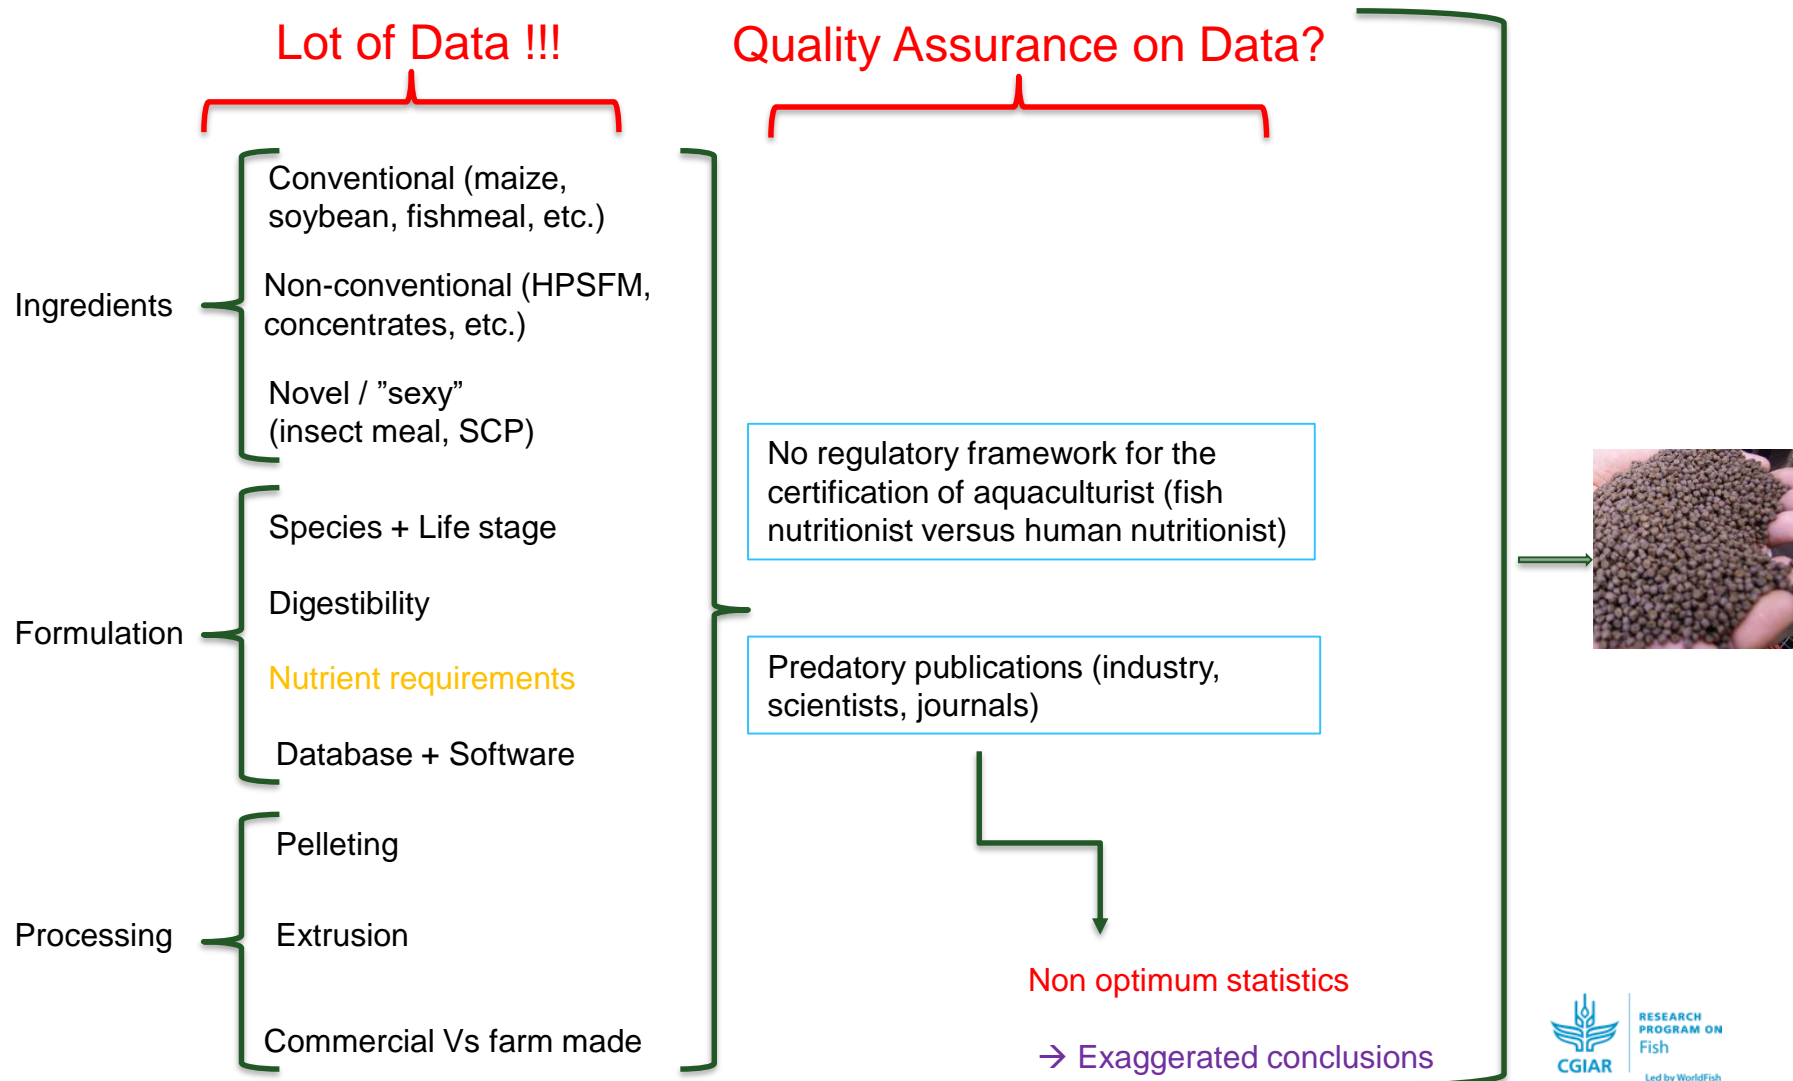 Lot of Data !!!
Quality Assurance on Data?
Ingredients
Conventional (maize,
soybean, fishmeal, etc.)
Non-conventional (HPSFM,
concentrates, etc.)
Novel / ”sexy”
(insect meal, SCP)
Formulation
Species + Life stage
Digestibility
Nutrient requirements
Database + Software
Processing
Pelleting
Extrusion
Commercial Vs farm made
No regulatory framework for the
certification of aquaculturist (fish
nutritionist versus human nutritionist)
Predatory publications (industry,
scientists, journals)
Non optimum statistics
→ Exaggerated conclusions
CGIAR
RESEARCH
PROGRAM ON
Fish
Led by WorldFish